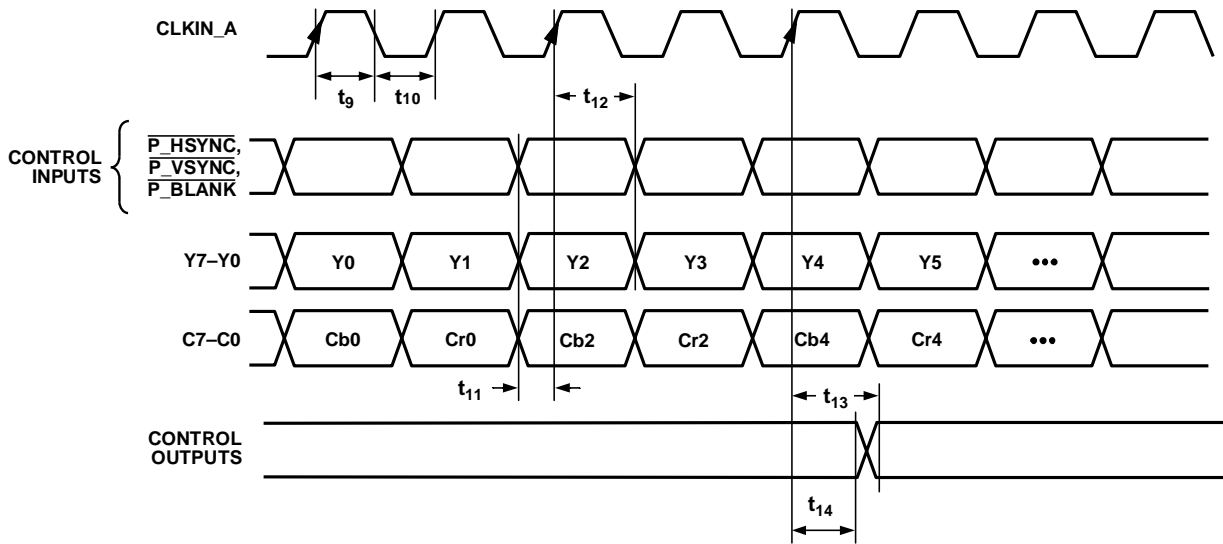 CLKIN_A
t9 t10 t12
CONTROL INPUTS
P_HSYNC,
P_VSYNC,
P_BLANK
Y7–Y0 Y0 Y1 Y2 Y3 Y4 Y5 •••
C7–C0 Cb0 Cr0 Cb2 Cr2 Cb4 Cr4 •••
t11 t13
CONTROL
OUTPUTS
t14